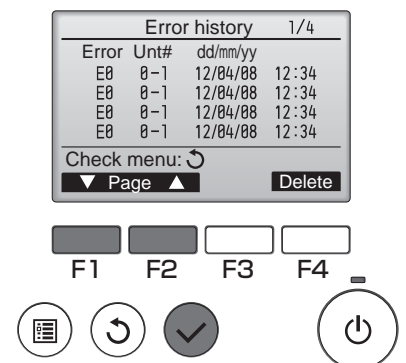 Error history 1/4
Error Unt# dd/mm/yy
E0 0-1 12/04/08 12:34
E0 0-1 12/04/08 12:34
E0 0-1 12/04/08 12:34
E0 0-1 12/04/08 12:34
Check menu:
▼ Page ▲ Delete
F1 F2 F3 F4